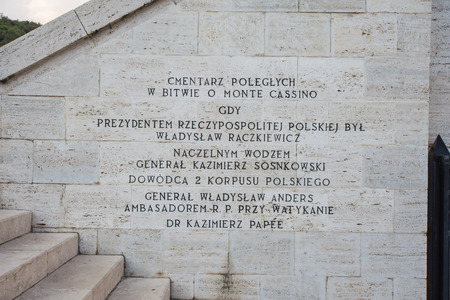 CMENTARZ POLEGŁYCH
W BITWIE O MONTE CASSINO
GDY
PREZYDENTEM RZECZYPOSPOLITEJ POLSKIEJ BYŁ
WŁADYSŁAW RACZKIEWICZ
NACZELNYM WODZEM
GENERAŁ KAZIMIERZ SOSNKOWSKI
DOWÓDCĄ 2 KORPUSU POLSKIEGO
GENERAŁ WŁADYSŁAW ANDERS
AMBASADOREM R. P. PRZY WATYKANIE
DR KAZIMIERZ PAPÉE